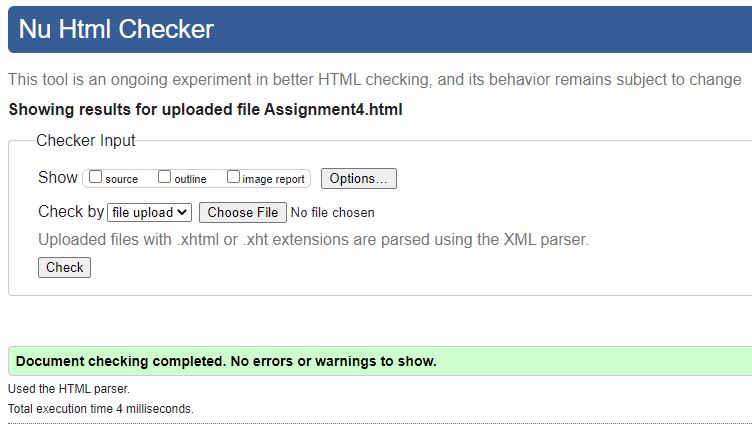 Nu Html Checker
This tool is an ongoing experiment in better HTML checking, and its behavior remains subject to change
Showing results for uploaded file Assignment4.html
Checker Input
Show source outline image report Options...
Check by file upload Choose File No file chosen
Uploaded files with .xhtml or .xht extensions are parsed using the XML parser.
Check
Document checking completed. No errors or warnings to show.
Used the HTML parser.
Total execution time 4 milliseconds.